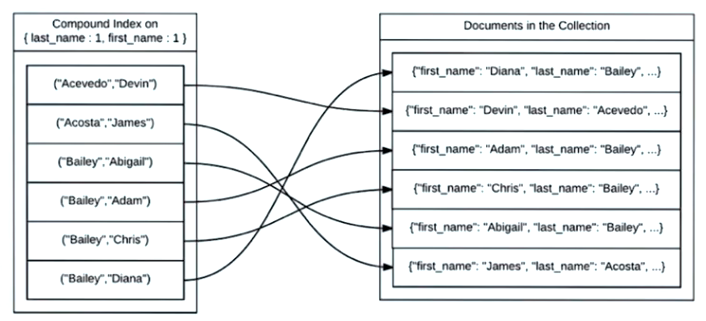 Compound Index on
{ last_name : 1, first_name : 1 }
("Acevedo","Devin")
("Acosta","James")
("Bailey","Abigail")
("Bailey","Adam")
("Bailey","Chris")
("Bailey","Diana")
Documents in the Collection
{"first_name": "Diana", "last_name": "Bailey", ...}
{"first_name": "Devin", "last_name": "Acevedo", ...}
{"first_name": "Adam", "last_name": "Bailey", ...}
{"first_name": "Chris", "last_name": "Bailey", ...}
{"first_name": "Abigail", "last_name": "Bailey", ...}
{"first_name": "James", "last_name": "Acosta", ...}